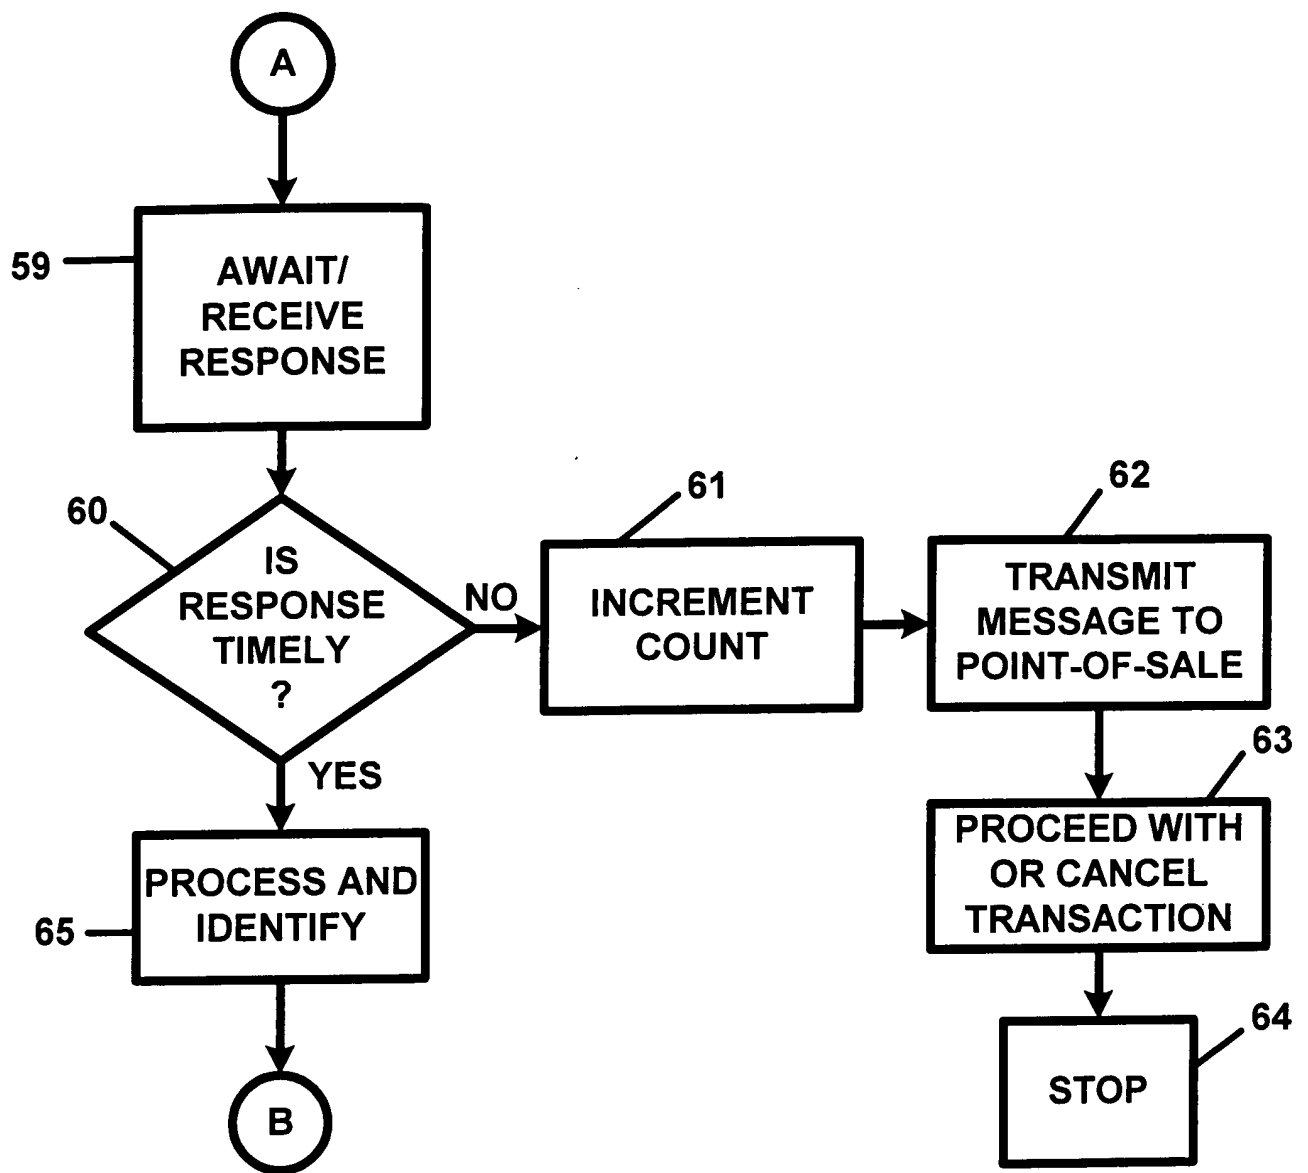 A
59
AWAIT/
RECEIVE
RESPONSE
60
IS
RESPONSE
TIMELY
?
NO
61
INCREMENT
COUNT
62
TRANSMIT
MESSAGE TO
POINT-OF-SALE
YES
63
PROCEED WITH
OR CANCEL
TRANSACTION
65
PROCESS AND
IDENTIFY
64
STOP
B